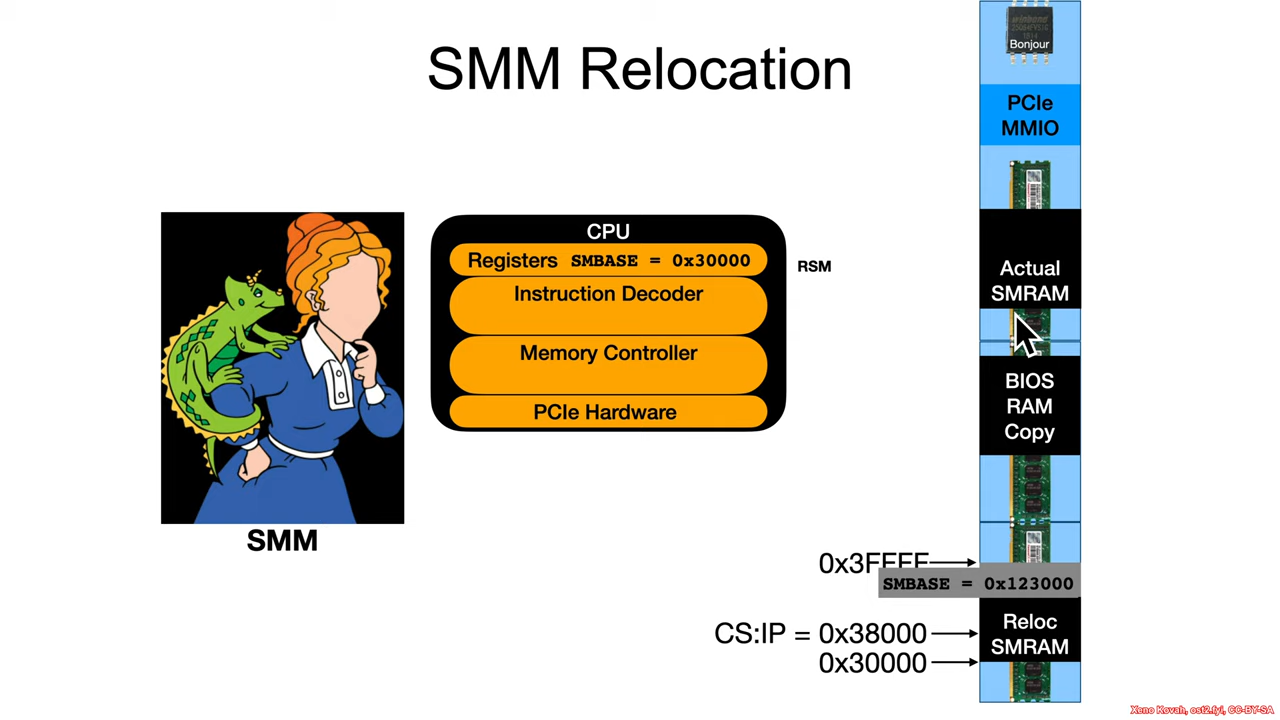 SMM Relocation
Bonjour
PCIe
MMIO
CPU
Registers SMBASE = 0x30000
RSM
Instruction Decoder
Memory Controller
PCIe Hardware
Actual
SMRAM
BIOS
RAM
Copy
SMM
0x3FFFF
SMBASE = 0x123000
CS:IP = 0x38000
0x30000
Reloc
SMRAM
Xeno Kovah, ost2.fyi, CC-BY-SA